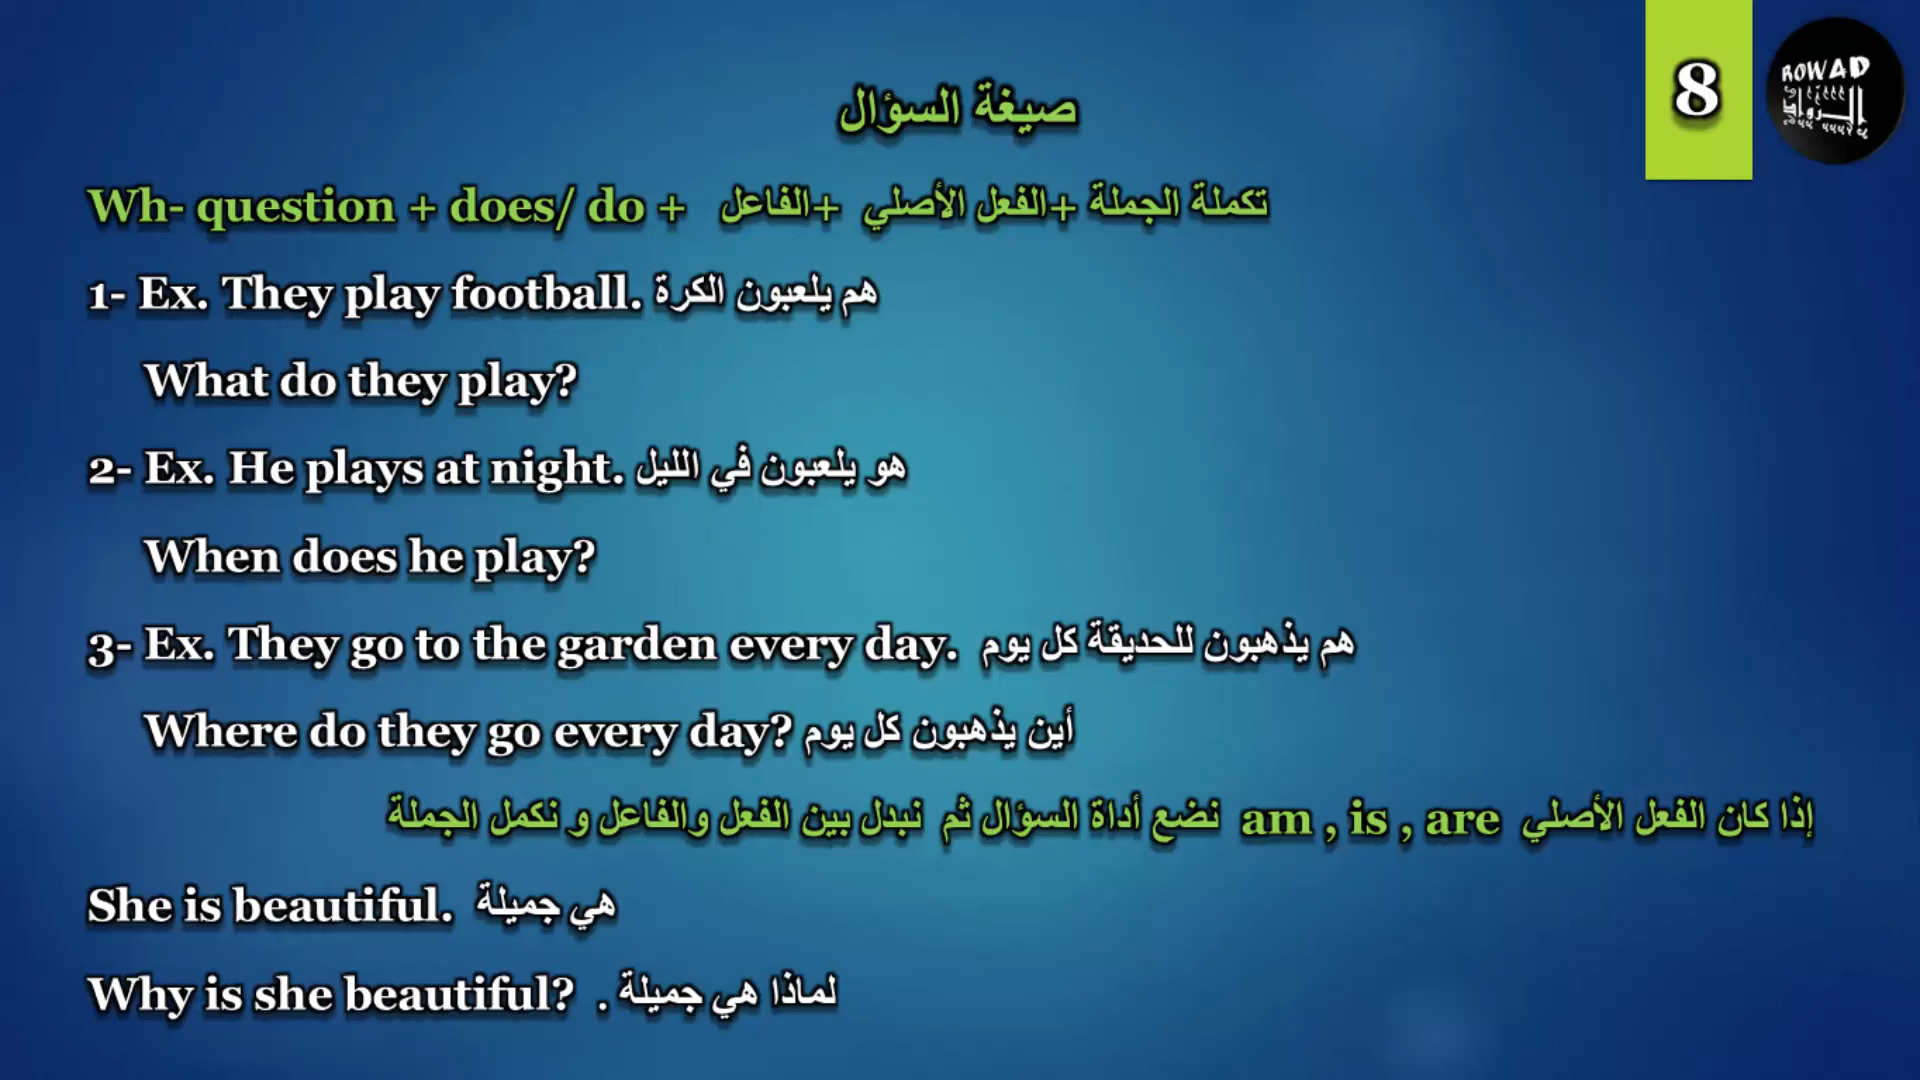 8
ROWAD
الرواد
صيغة السؤال
Wh- question + does/ do + الفاعل+ الفعل الأصلي+ تكملة الجملة
1- Ex. They play football. هم يلعبون الكرة
What do they play?
2- Ex. He plays at night. هو يلعبون في الليل
When does he play?
3- Ex. They go to the garden every day. هم يذهبون للحديقة كل يوم
Where do they go every day? أين يذهبون كل يوم
إذا كان الفعل الأصلي am , is , are نضع أداة السؤال ثم نبدل بين الفعل والفاعل و نكمل الجملة
She is beautiful. هي جميلة
Why is she beautiful? لماذا هي جميلة .